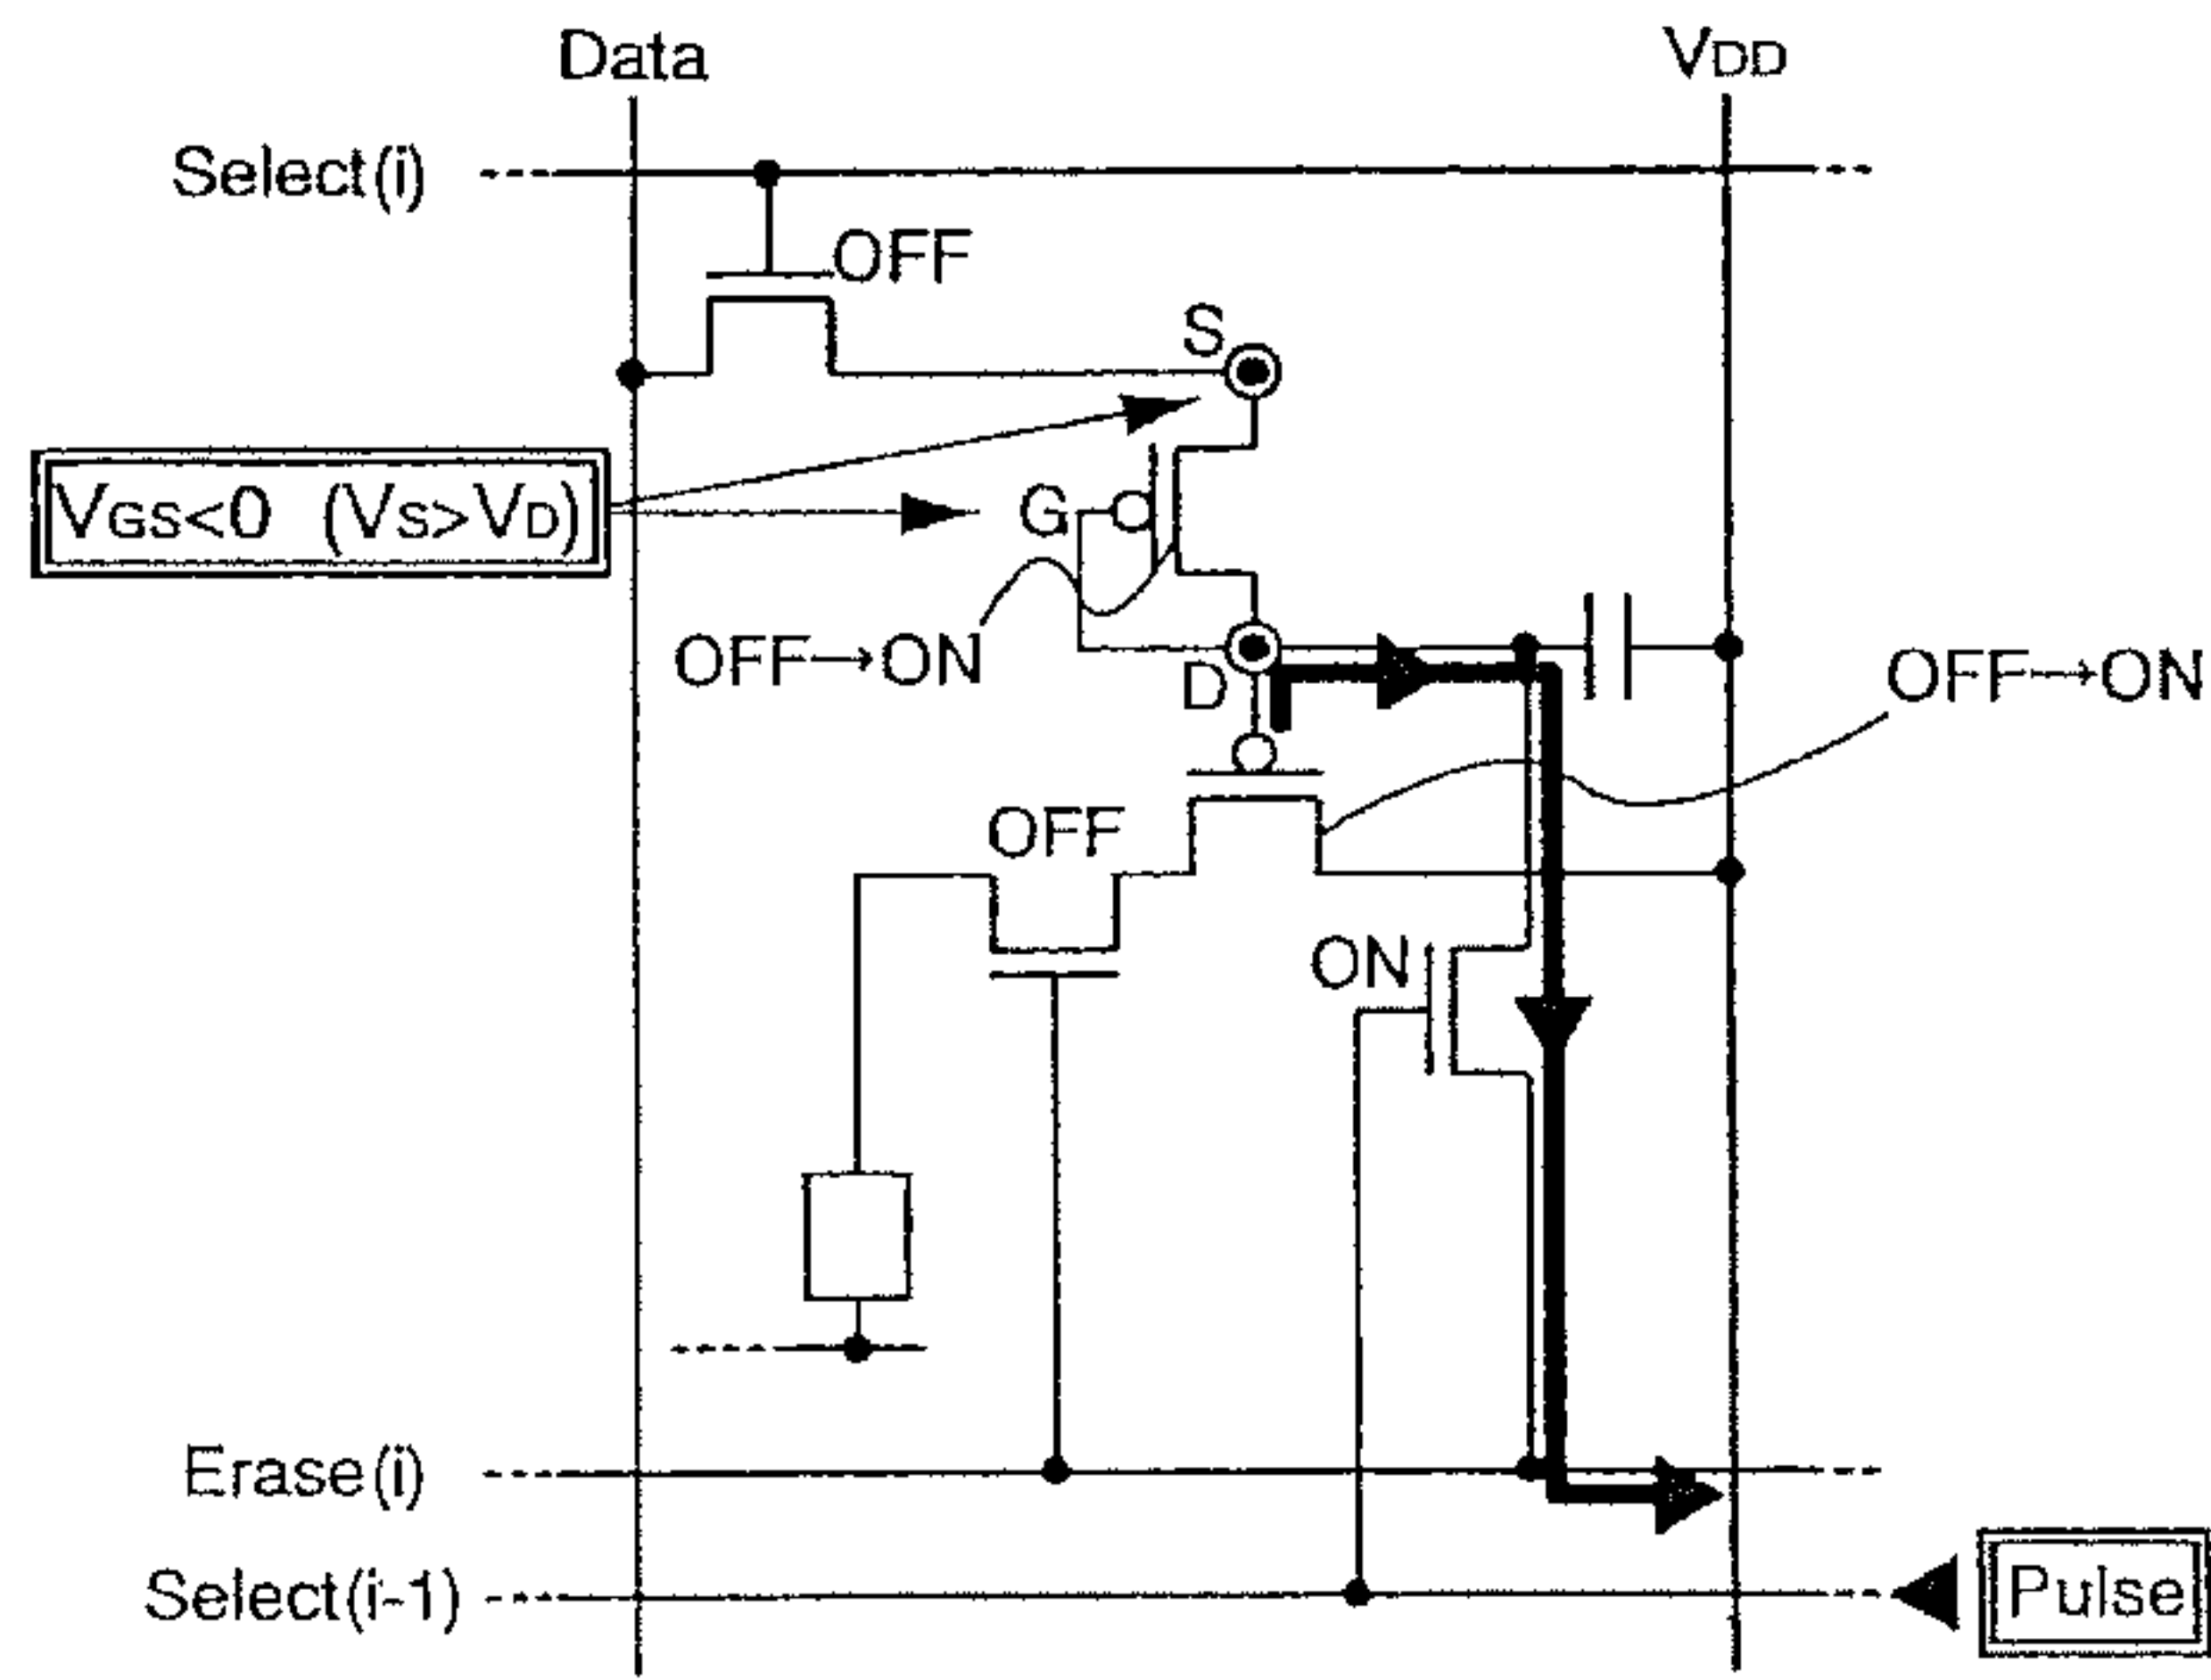 Data
VDD
Select(i)
OFF
S
VGS<0 (VS>VD)
G
OFF→ON
D
OFF→ON
OFF
ON
Erase(i)
Select(i-1)
Pulse